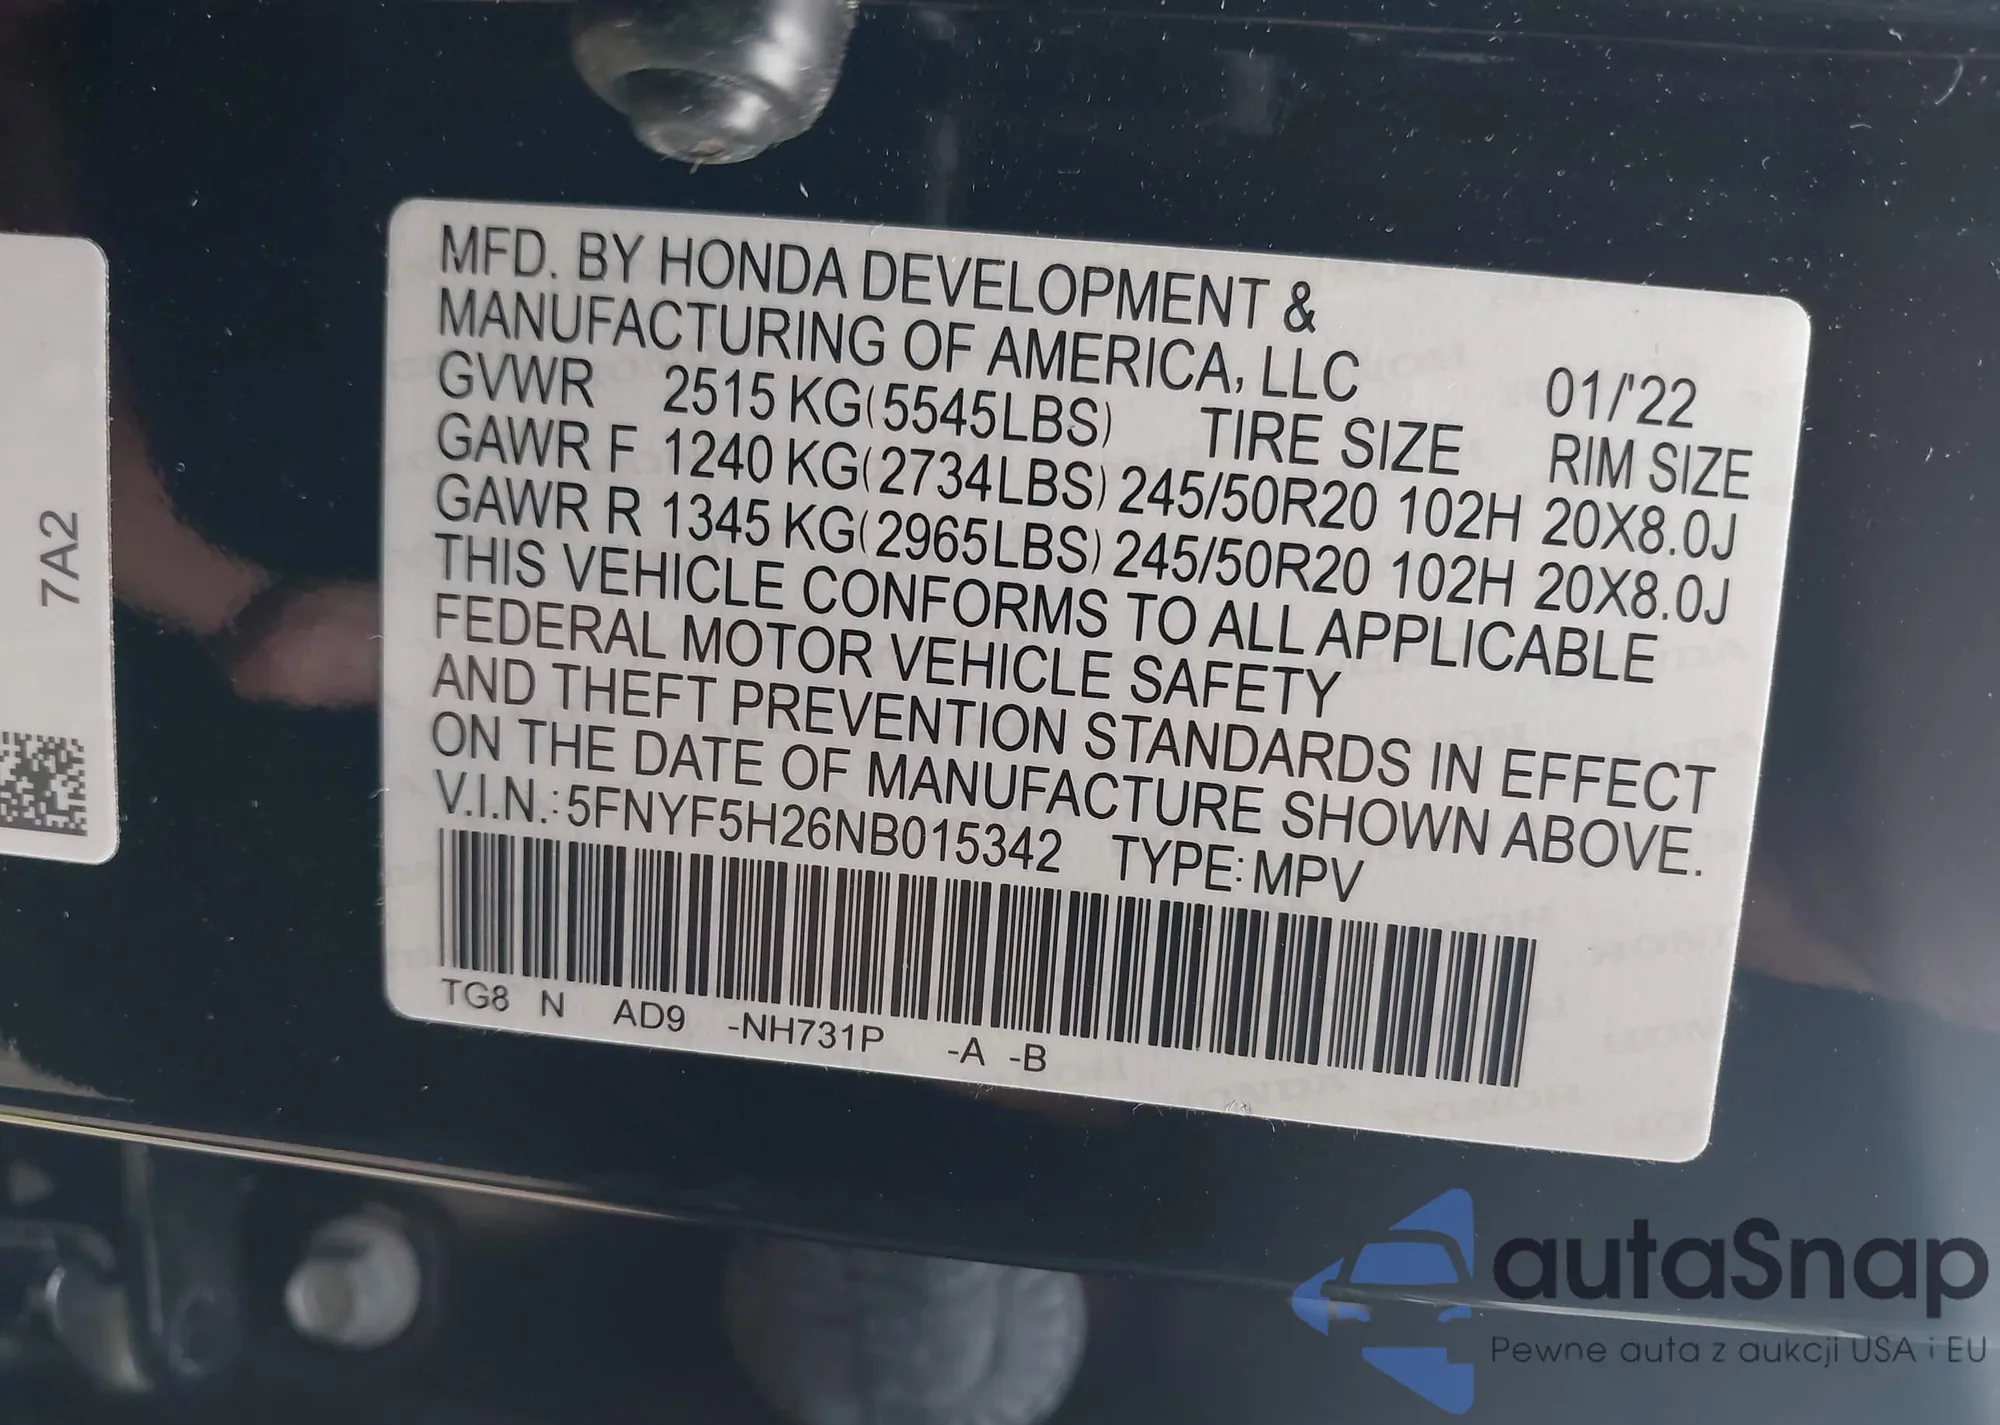 MFD. BY HONDA DEVELOPMENT &
MANUFACTURING OF AMERICA, LLC 01/'22
GVWR 2515 KG(5545LBS) TIRE SIZE RIM SIZE
GAWR F 1240 KG(2734LBS) 245/50R20 102H 20X8.0J
GAWR R 1345 KG(2965LBS) 245/50R20 102H 20X8.0J
THIS VEHICLE CONFORMS TO ALL APPLICABLE
FEDERAL MOTOR VEHICLE SAFETY
AND THEFT PREVENTION STANDARDS IN EFFECT
ON THE DATE OF MANUFACTURE SHOWN ABOVE.
V.I.N.:5FNYF5H26NB015342 TYPE:MPV
TG8 N AD9 -NH731P -A -B
7A2
autaSnap
Pewne auta z aukcji USA i EU